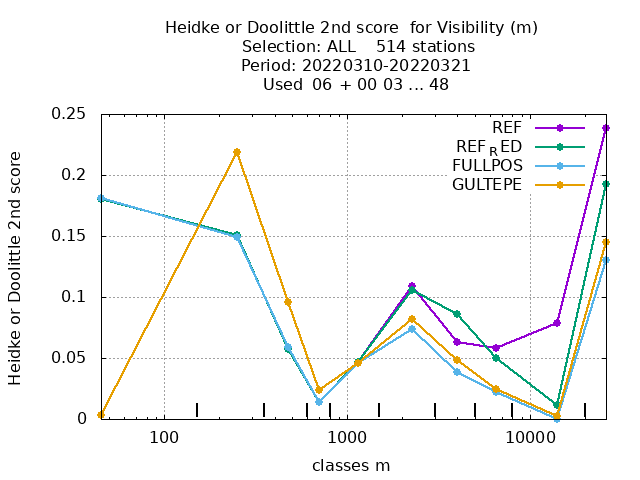 Heidke or Doolittle 2nd score  for Visibility (m)
Selection: ALL    514 stations
Period: 20220310-20220321
Used  06 + 00 03 ... 48
REF
REF_RED
FULLPOS
GULTEPE
Heidke or Doolittle 2nd score
0.25
0.2
0.15
0.1
0.05
0
100 1000 10000
classes m